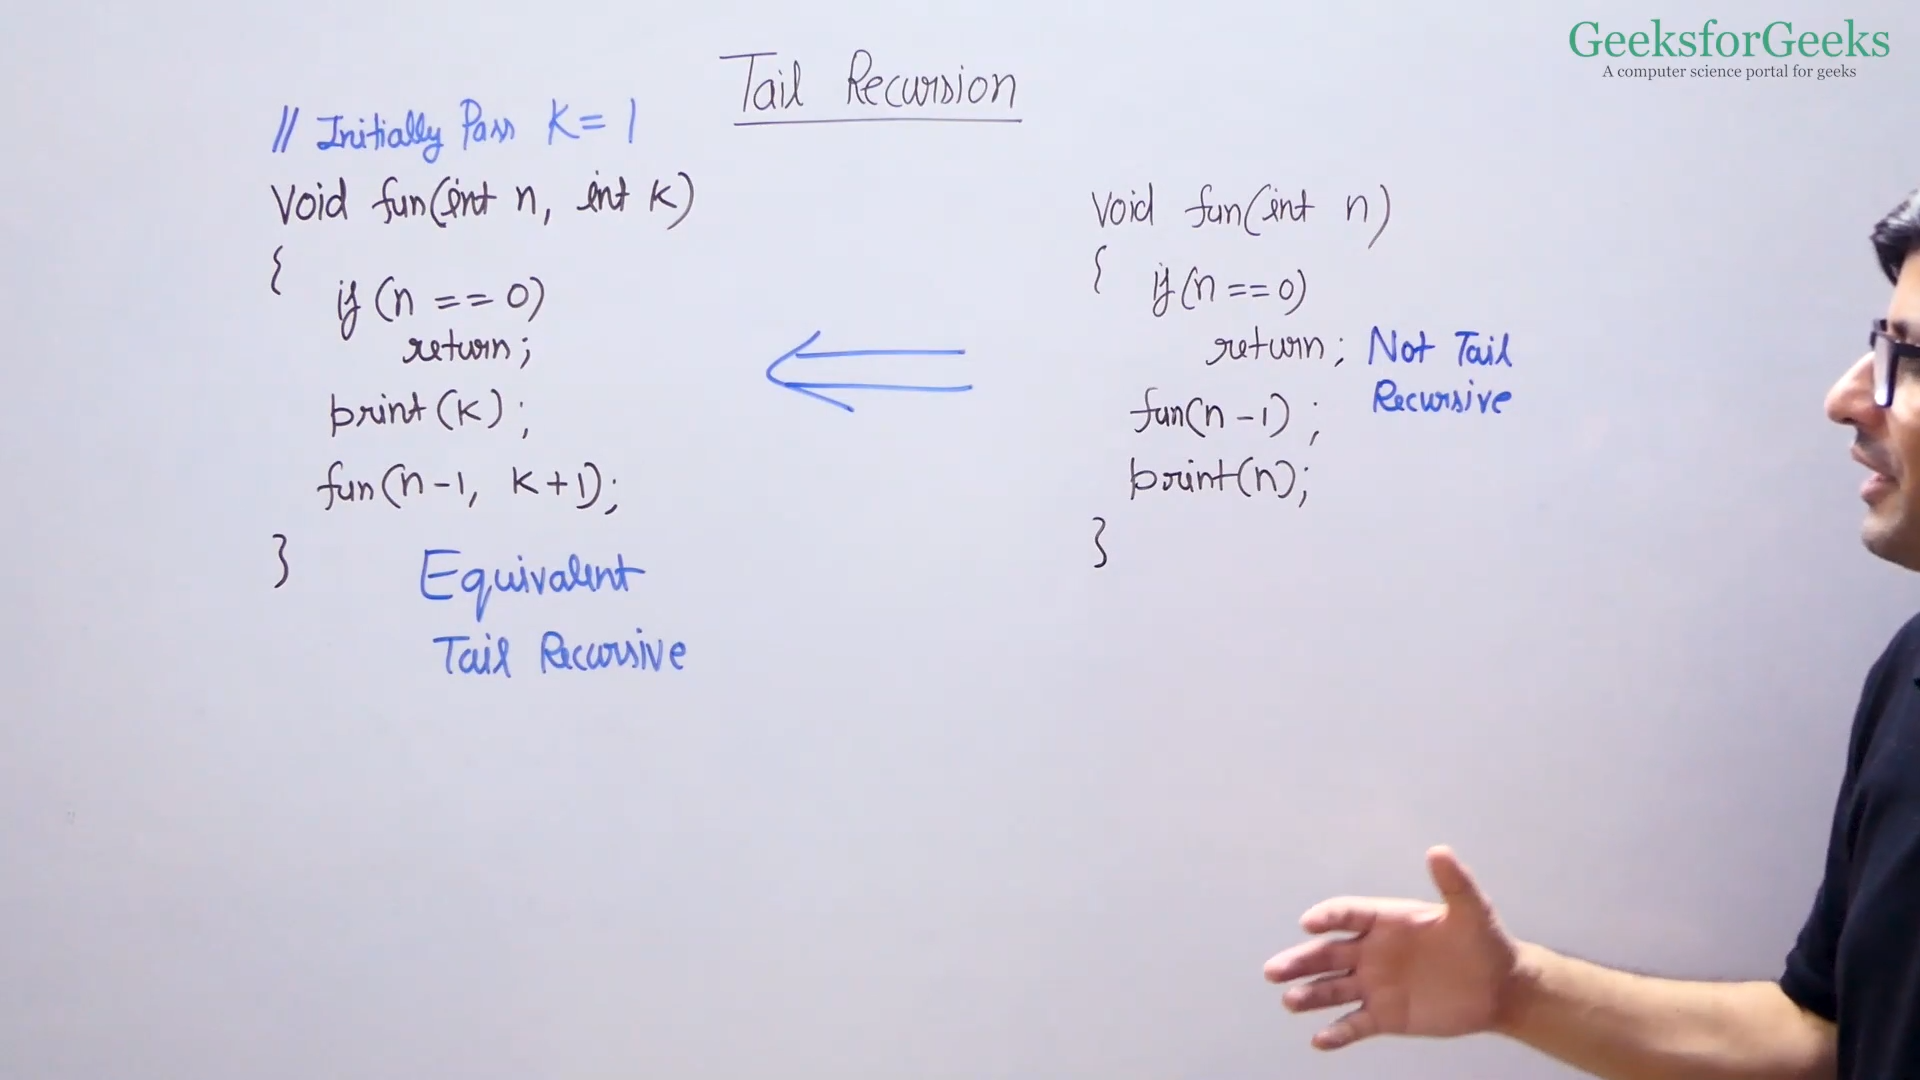 GeeksforGeeks
A computer science portal for geeks
Tail Recursion
// Initially Pass K = 1
Void fun(int n, int k)
{
if (n == 0)
return;
print(k);
fun(n-1, k+1);
}
Equivalent
Tail Recursive
Void fun(int n)
{
if (n == 0)
return; Not Tail
Recursive
fun(n-1);
print(n);
}